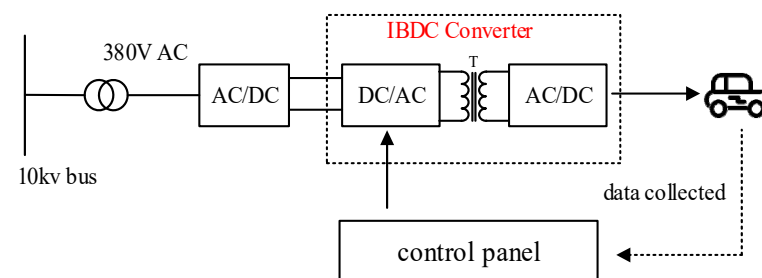 IBDC Converter
380V AC
T
AC/DC
DC/AC
AC/DC
10kv bus
data collected
control panel